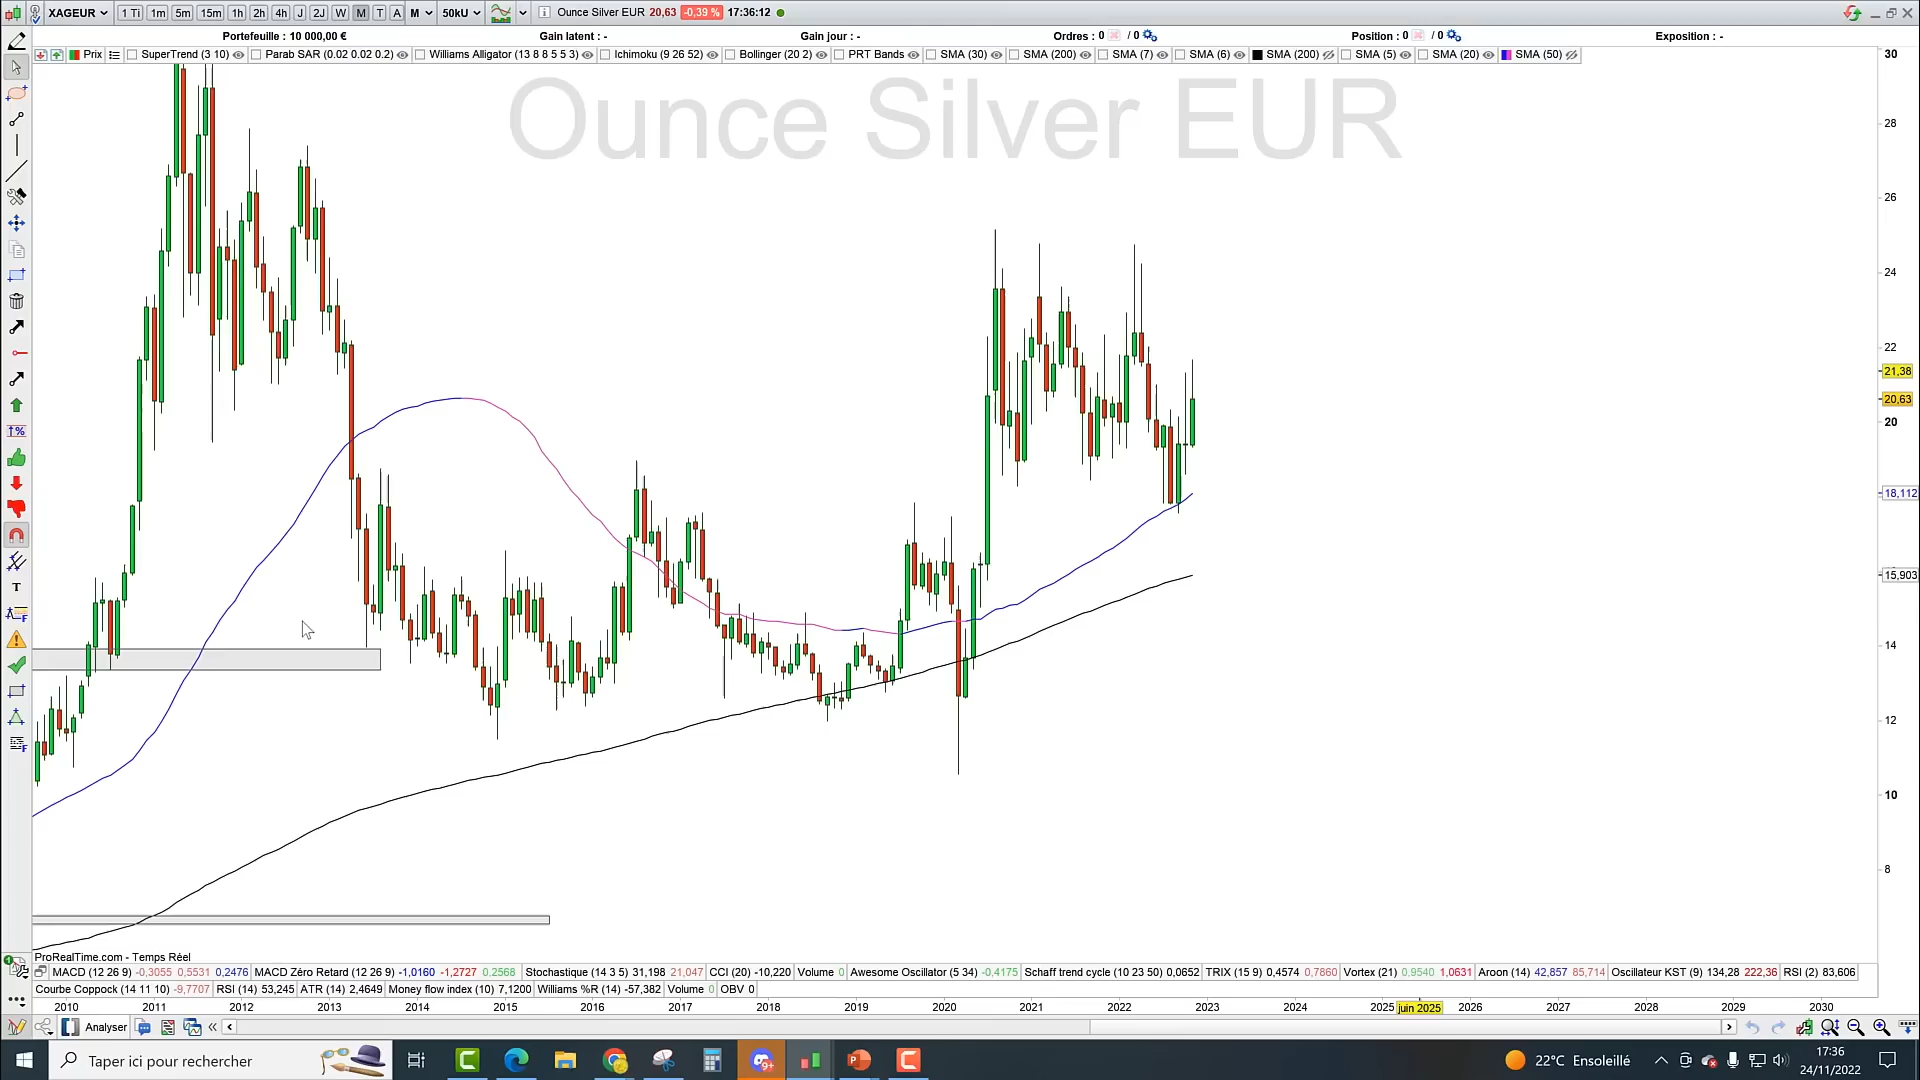 XAGEUR 1 Ti 1m 5m 15m 1h 2h 4h J 2J W M T A M 50kU Ounce Silver EUR 20,63 -0,39 % 17:36:12
Portefeuille : 10 000,00 € Gain latent : - Gain jour : - Ordres : 0 / 0 Position : 0 / 0 Exposition : -
Prix SuperTrend (3 10) Parab SAR (0.02 0.02 0.2) Williams Alligator (13 8 8 5 5 3) Ichimoku (9 26 52) Bollinger (20 2) PRT Bands SMA (30) SMA (200) SMA (7) SMA (6) SMA (200) SMA (5) SMA (20) SMA (50)
Ounce Silver EUR
30
28
26
24
22
21,38
20,63
20
18,112
15,903
14
12
10
8
ProRealTime.com - Temps Réel
MACD (12 26 9) -0,3055 0,5531 0,2476 MACD Zéro Retard (12 26 9) -1,0160 -1,2727 0,2568 Stochastique (14 3 5) 31,198 21,047 CCI (20) -10,220 Volume 0 Awesome Oscillator (5 34) -0,4175 Schaff trend cycle (10 23 50) 0,0652 TRIX (15 9) 0,4574 0,7860 Vortex (21) 0,9540 1,0631 Aroon (14) 42,857 85,714 Oscillateur KST (9) 134,28 222,36 RSI (2) 83,606
Courbe Coppock (14 11 10) -9,7707 RSI (14) 53,245 ATR (14) 2,4649 Money flow index (10) 7,1200 Williams %R (14) -57,382 Volume 0 OBV 0
2010 2011 2012 2013 2014 2015 2016 2017 2018 2019 2020 2021 2022 2023 2024 2025 juin 2025 2026 2027 2028 2029 2030
Analyser
Taper ici pour rechercher 9+ 22°C Ensoleillé 17:36
24/11/2022